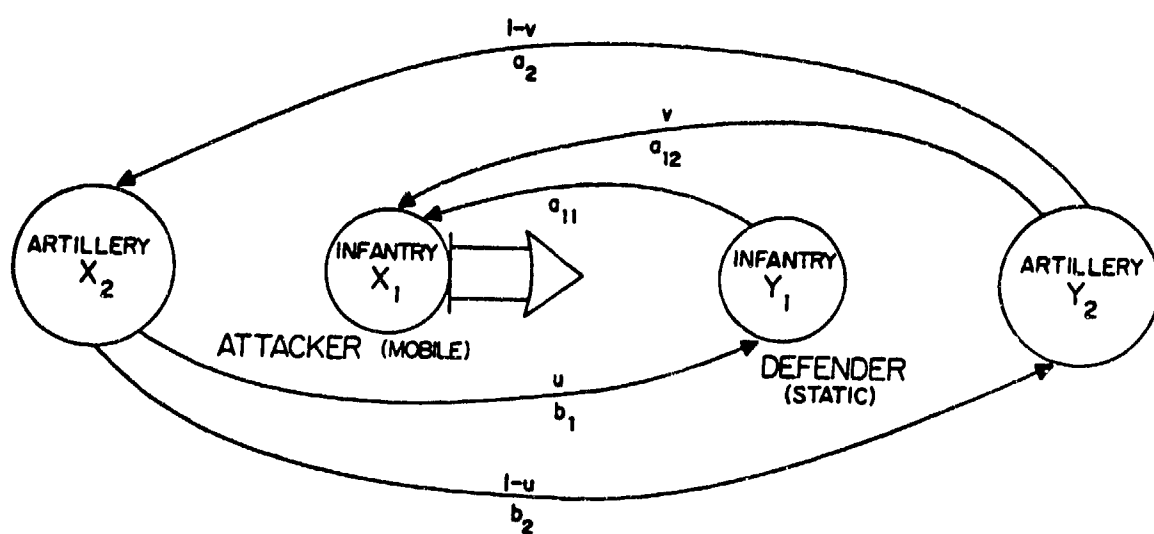 1-v
a2
v
a12
a11
ARTILLERY
X2
INFANTRY
X1
INFANTRY
Y1
ARTILLERY
Y2
ATTACKER (MOBILE)
DEFENDER
(STATIC)
u
b1
1-u
b2